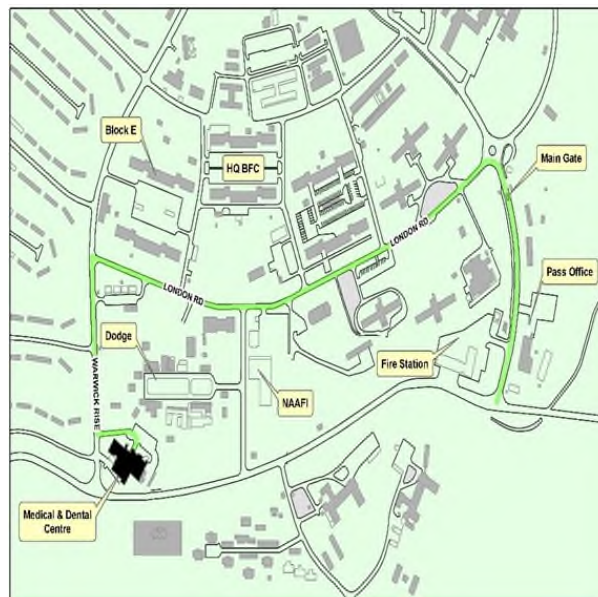 Block E
HQ BFC
Main Gate
LONDON RD
Pass Office
LONDON RD
Dodge
Fire Station
NAAFI
WARWICK RISE
Medical & Dental
Centre